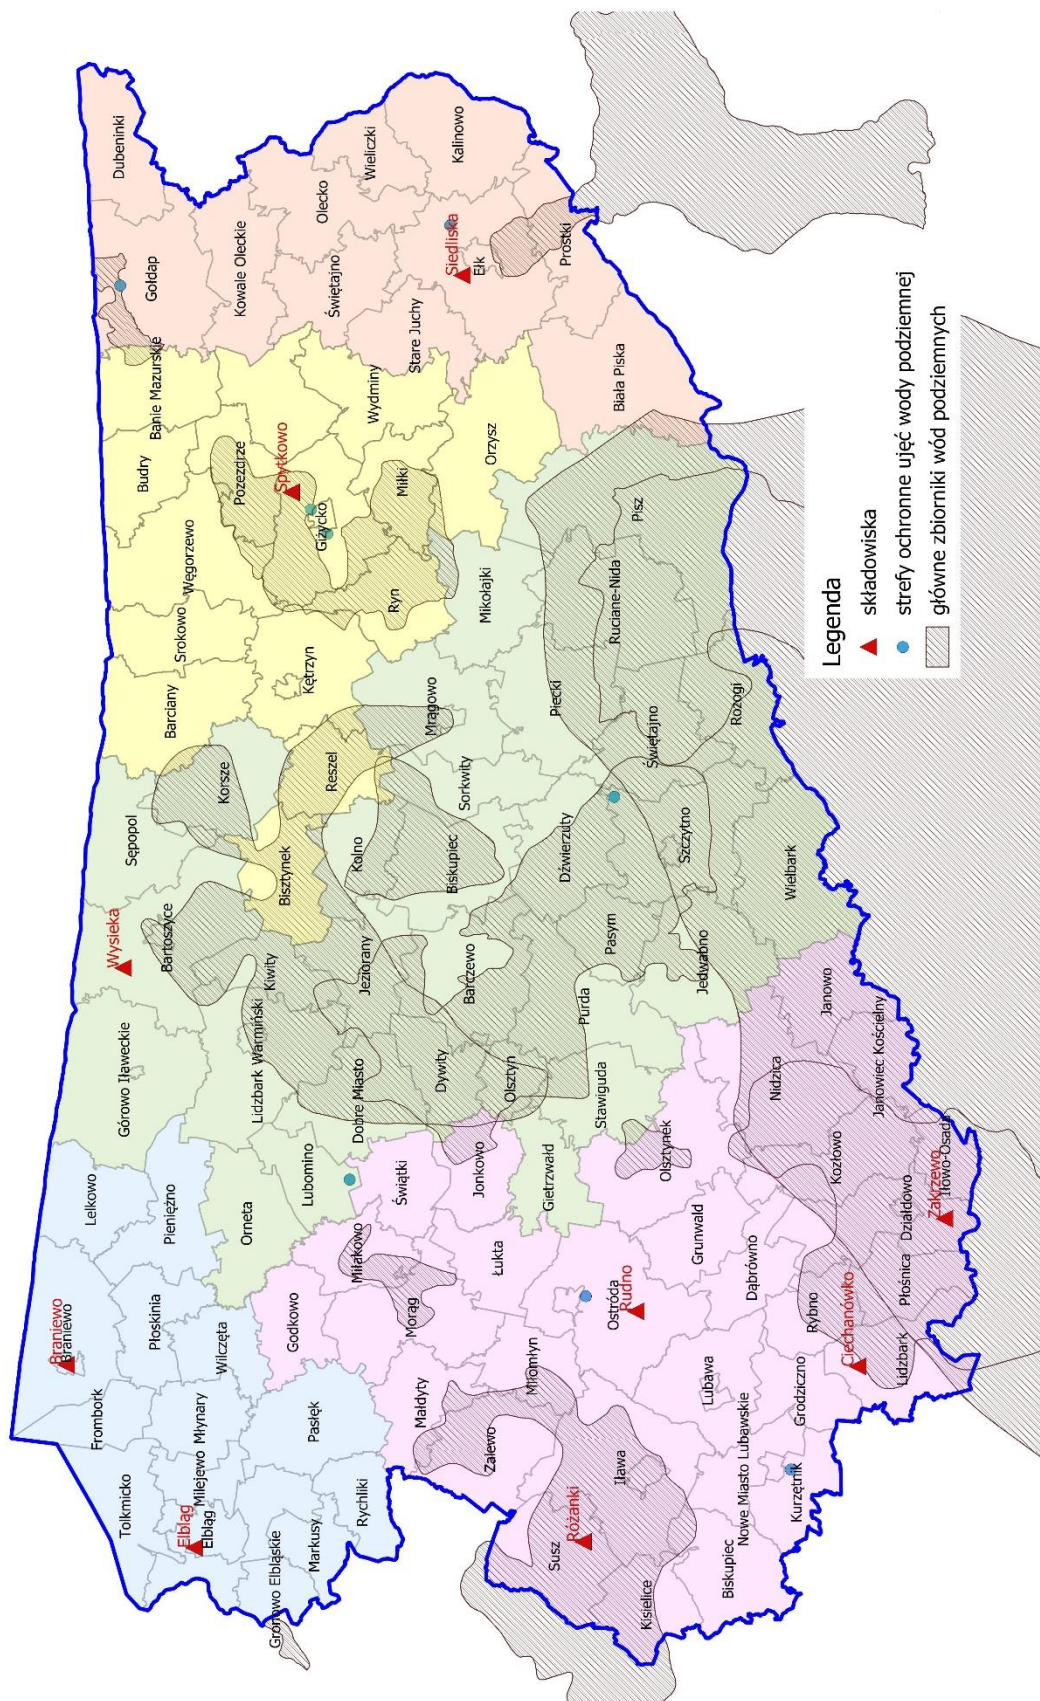 Braniewo
Braniewo
Lelkowo
Górowo Iławeckie
Wysieka
Sępopol
Barciany
Srokowo
Węgorzewo
Budry
Banie Mazurskie
Gołdap
Dubeninki
Frombork
Tolkmicko
Płoskinia
Pieniężno
Bartoszyce
Korsze
Elbląg
Elbląg
Milejewo
Młynary
Wilczęta
Orneta
Lidzbark Warmiński
Kiwity
Bisztynek
Kętrzyn
Pozezdrze
Spytkowo
Kowale Oleckie
Gronowo Elbląskie
Markusy
Rychliki
Pasłęk
Godkowo
Lubomino
Dobre Miasto
Jeziorany
Kolno
Reszel
Giżycko
Świętajno
Olecko
Wieliczki
Małdyty
Morąg
Miłakowo
Świątki
Dywity
Biskupiec
Mrągowo
Ryn
Miłki
Wydminy
Stare Juchy
Siedliska
Ełk
Kalinowo
Zalewo
Miłomłyn
Łukta
Jonkowo
Olsztyn
Barczewo
Sorkwity
Mikołajki
Orzysz
Prostki
Susz
Różanki
Iława
Ostróda
Rudno
Gietrzwałd
Stawiguda
Purda
Pasym
Dźwierzuty
Piecki
Ruciane-Nida
Pisz
Biała Piska
Kisielice
Biskupiec
Nowe Miasto Lubawskie
Lubawa
Grunwald
Olsztynek
Jedwabno
Szczytno
Świętajno
Rozogi
Kurzętnik
Grodziczno
Dąbrówno
Nidzica
Janowo
Wielbark
Ciechanówko
Rybno
Kozłowo
Janowiec Kościelny
Lidzbark
Płośnica
Działdowo
Zakrzewo
Iłowo-Osada
Legenda
składowiska
strefy ochronne ujęć wody podziemnej
główne zbiorniki wód podziemnych